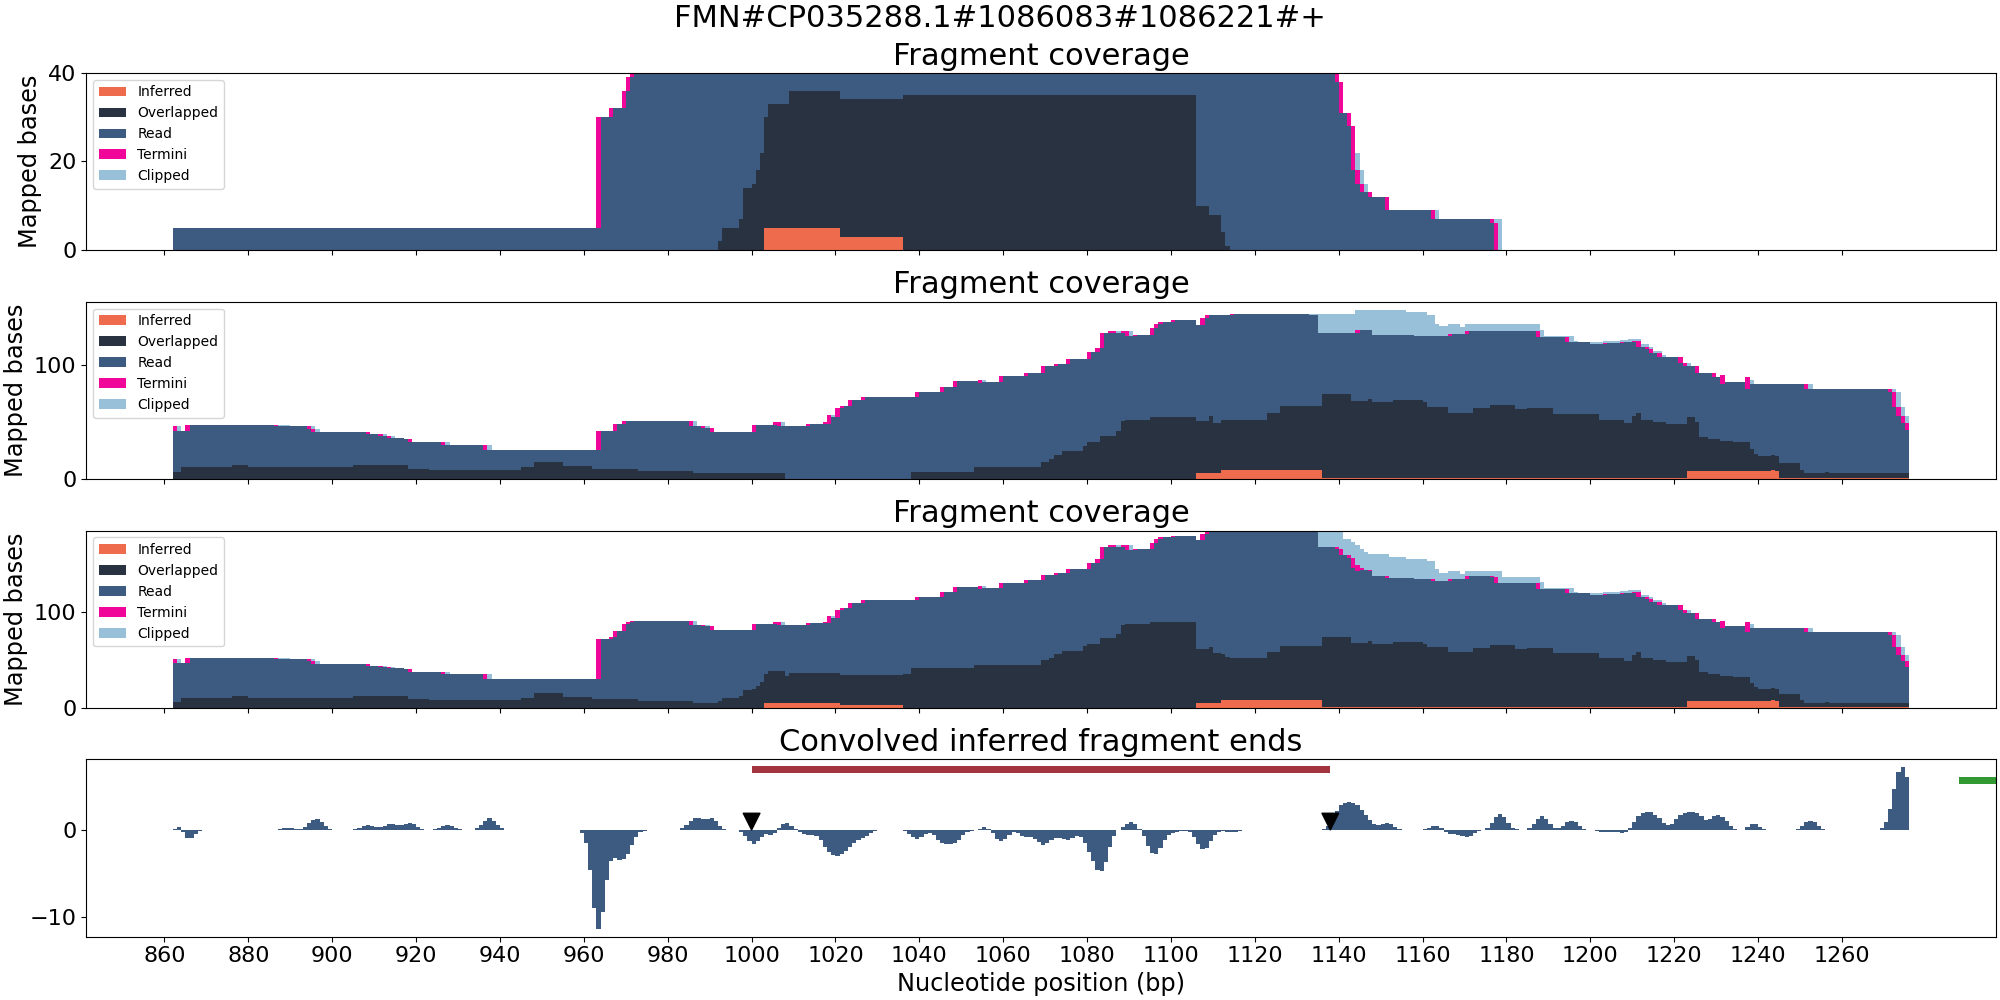 FMN#CP035288.1#1086083#1086221#+
Fragment coverage
Mapped bases
40
20
0
Inferred
Overlapped
Read
Termini
Clipped
Fragment coverage
Mapped bases
100
0
Inferred
Overlapped
Read
Termini
Clipped
Fragment coverage
Mapped bases
100
0
Inferred
Overlapped
Read
Termini
Clipped
Convolved inferred fragment ends
0
−10
860 880 900 920 940 960 980 1000 1020 1040 1060 1080 1100 1120 1140 1160 1180 1200 1220 1240 1260
Nucleotide position (bp)